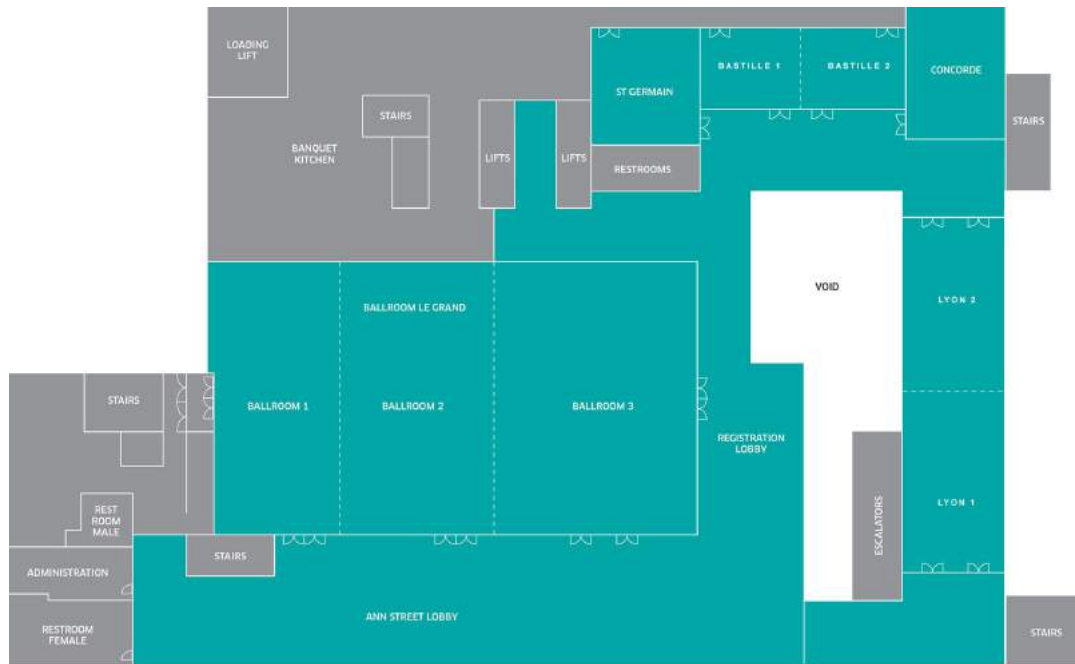 LOADING
LIFT
BASTILLE 1
BASTILLE 2
CONCORDE
ST GERMAIN
STAIRS
STAIRS
BANQUET
KITCHEN
LIFTS
LIFTS
RESTROOMS
VOID
LYON 2
BALLROOM LE GRAND
STAIRS
BALLROOM 1
BALLROOM 2
BALLROOM 3
REGISTRATION
LOBBY
LYON 1
REST
ROOM
MALE
ESCALATORS
STAIRS
ADMINISTRATION
ANN STREET LOBBY
RESTROOM
FEMALE
STAIRS